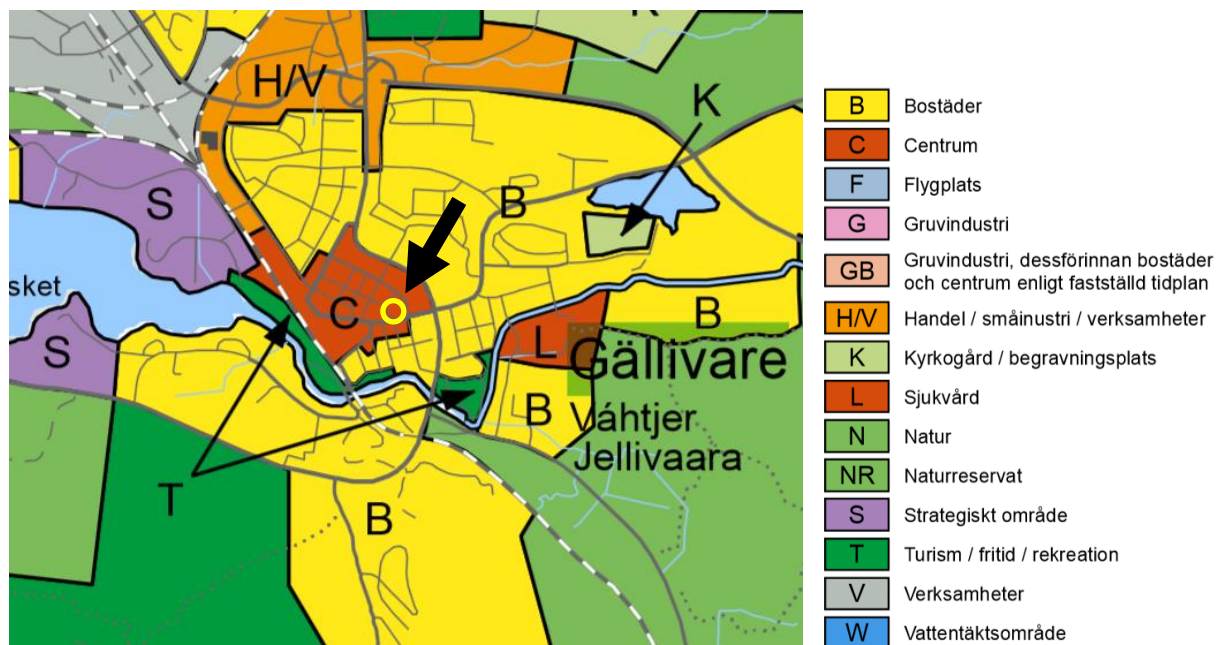 K
H/V
K
B
S
sket
C
B
S
L
Gällivare
B
Váhtjer
Jellivaara
T
B
B Bostäder
C Centrum
F Flygplats
G Gruvindustri
GB Gruvindustri, dessförinnan bostäder
och centrum enligt fastställd tidplan
H/V Handel / småinustri / verksamheter
K Kyrkogård / begravningsplats
L Sjukvård
N Natur
NR Naturreservat
S Strategiskt område
T Turism / fritid / rekreation
V Verksamheter
W Vattentäktsområde